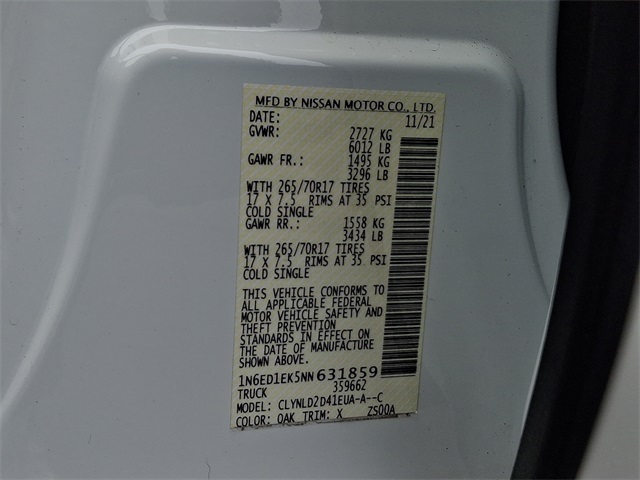 MFD BY NISSAN MOTOR CO., LTD.
DATE: 11/21
GVWR: 2727 KG
6012 LB
GAWR FR.: 1495 KG
3296 LB
WITH 265/70R17 TIRES
17 X 7.5 RIMS AT 35 PSI
COLD SINGLE
GAWR RR.: 1558 KG
3434 LB
WITH 265/70R17 TIRES
17 X 7.5 RIMS AT 35 PSI
COLD SINGLE
THIS VEHICLE CONFORMS TO
ALL APPLICABLE FEDERAL
MOTOR VEHICLE SAFETY AND
THEFT PREVENTION
STANDARDS IN EFFECT ON
THE DATE OF MANUFACTURE
SHOWN ABOVE.
1N6ED1EK5NN631859
TRUCK 359662
MODEL: CLYNLD2D41EUA-A--C
COLOR: QAK TRIM: X ZS00A